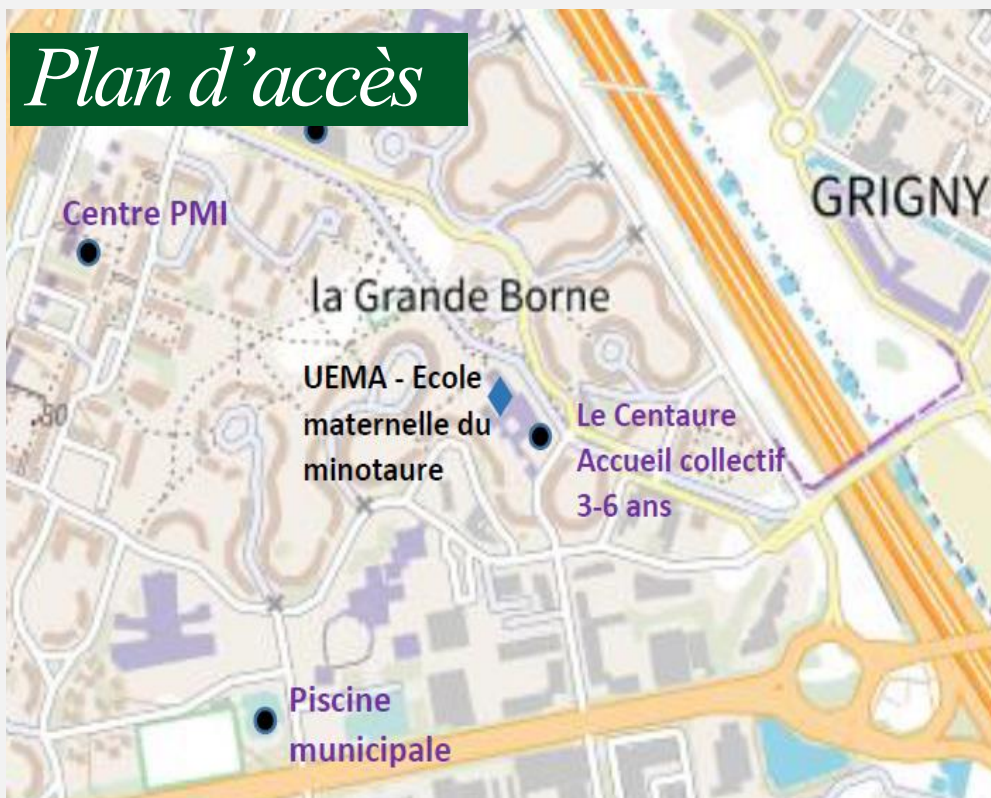 Plan d’accès
Centre PMI
GRIGNY
la Grande Borne
UEMA - Ecole
maternelle du
minotaure
Le Centaure
Accueil collectif
3-6 ans
Piscine
municipale